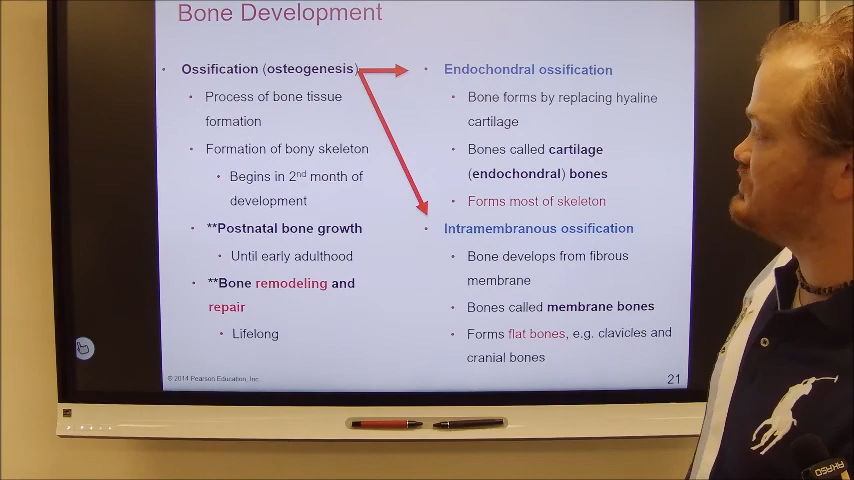 Bone Development
• Ossification (osteogenesis)
• Process of bone tissue
formation
• Formation of bony skeleton
• Begins in 2nd month of
development
• **Postnatal bone growth
• Until early adulthood
• **Bone remodeling and
repair
• Lifelong
• Endochondral ossification
• Bone forms by replacing hyaline
cartilage
• Bones called cartilage
(endochondral) bones
• Forms most of skeleton
• Intramembranous ossification
• Bone develops from fibrous
membrane
• Bones called membrane bones
• Forms flat bones, e.g. clavicles and
cranial bones
© 2014 Pearson Education, Inc.
21
AKASO